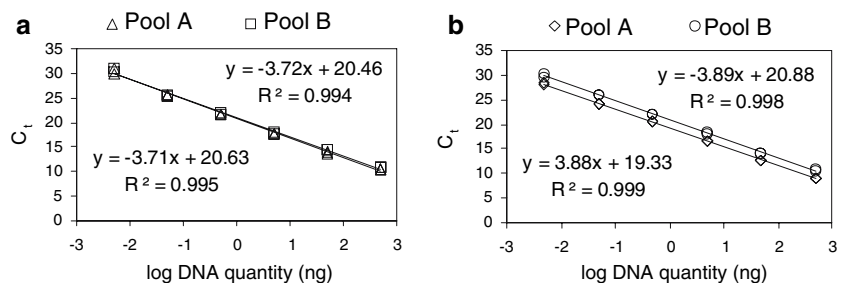 a
△ Pool A □ Pool B
35
30
25
20
15
10
5
0
C_t
y = -3.72x + 20.46
R² = 0.994
y = -3.71x + 20.63
R² = 0.995
-3 -2 -1 0 1 2 3
log DNA quantity (ng)
b
◇ Pool A ○ Pool B
35
30
25
20
15
10
5
0
C_t
y = -3.89x + 20.88
R² = 0.998
y = 3.88x + 19.33
R² = 0.999
-3 -2 -1 0 1 2 3
log DNA quantity (ng)